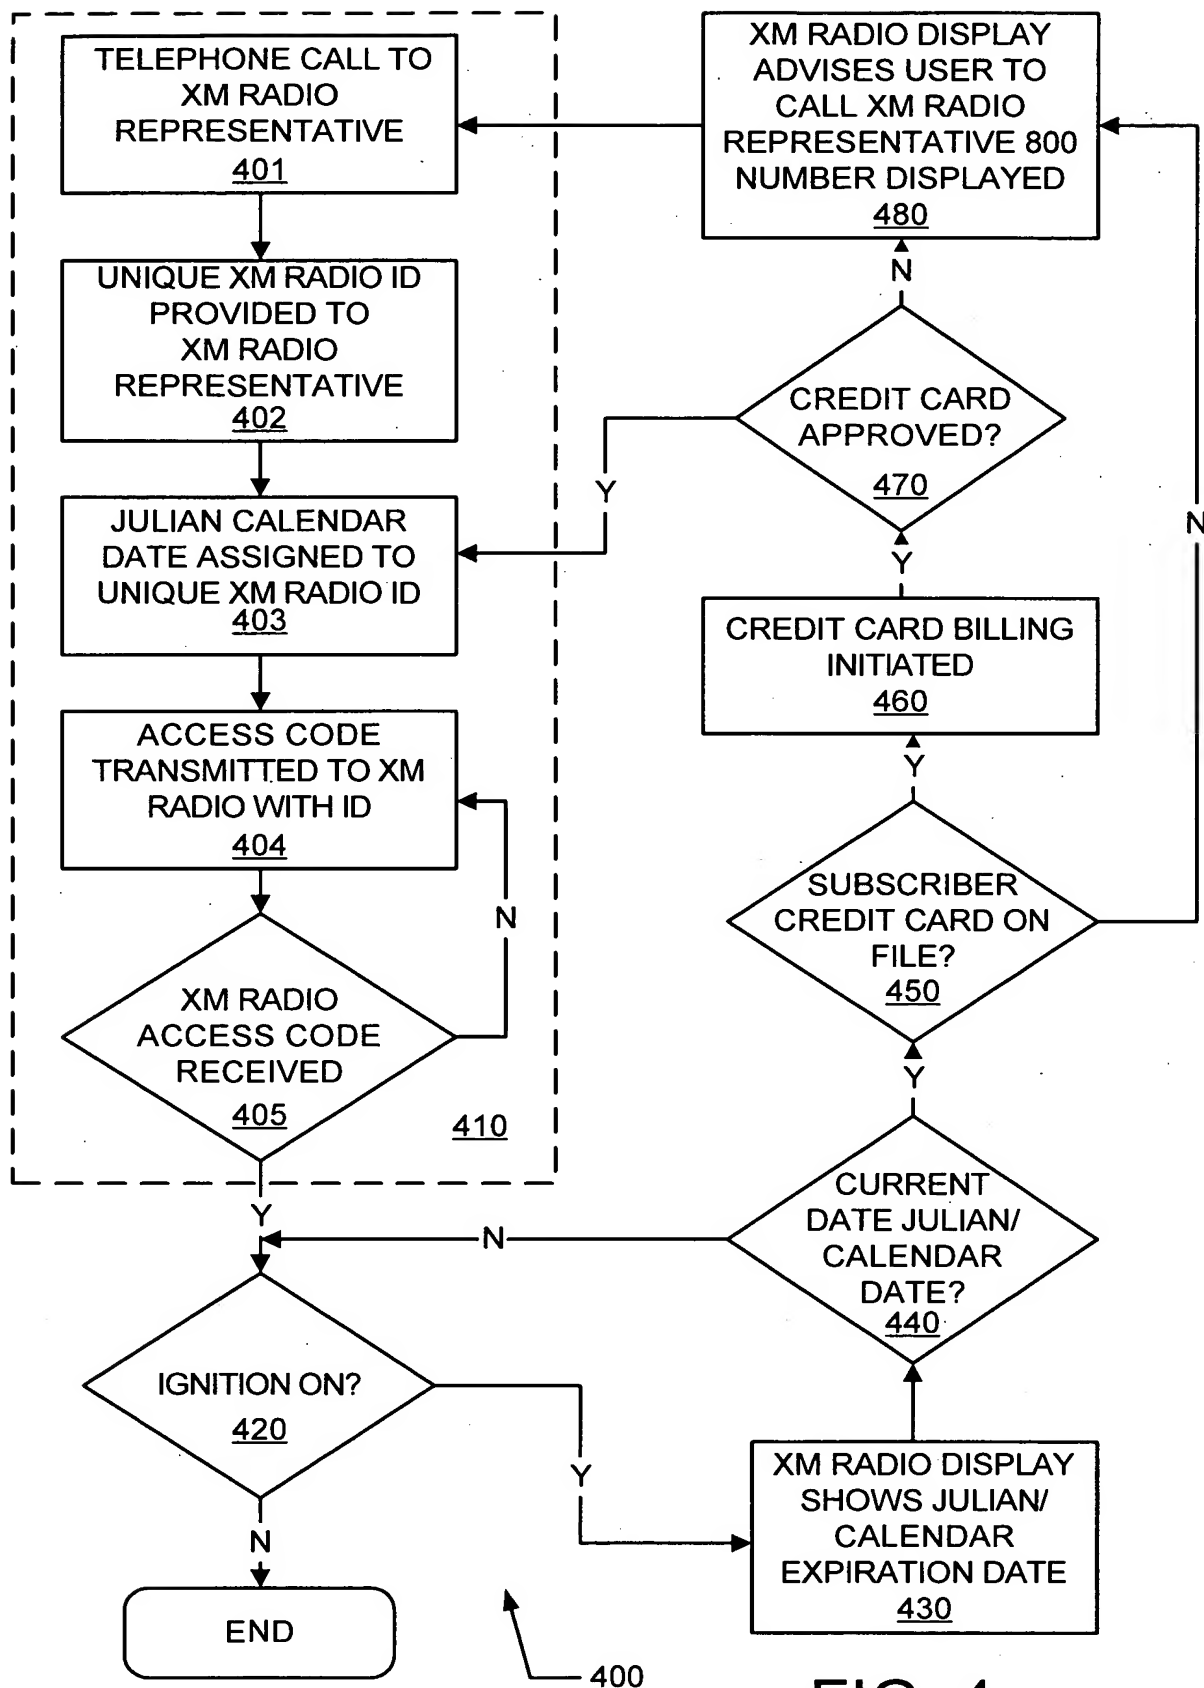 TELEPHONE CALL TO
XM RADIO
REPRESENTATIVE
401
UNIQUE XM RADIO ID
PROVIDED TO
XM RADIO
REPRESENTATIVE
402
JULIAN CALENDAR
DATE ASSIGNED TO
UNIQUE XM RADIO ID
403
ACCESS CODE
TRANSMITTED TO XM
RADIO WITH ID
404
N
XM RADIO
ACCESS CODE
RECEIVED
405
410
Y
IGNITION ON?
420
N
END
Y
XM RADIO DISPLAY
SHOWS JULIAN/
CALENDAR
EXPIRATION DATE
430
CURRENT
DATE JULIAN/
CALENDAR
DATE?
440
N
Y
SUBSCRIBER
CREDIT CARD ON
FILE?
450
N
Y
CREDIT CARD BILLING
INITIATED
460
Y
CREDIT CARD
APPROVED?
470
Y
N
XM RADIO DISPLAY
ADVISES USER TO
CALL XM RADIO
REPRESENTATIVE 800
NUMBER DISPLAYED
480
400